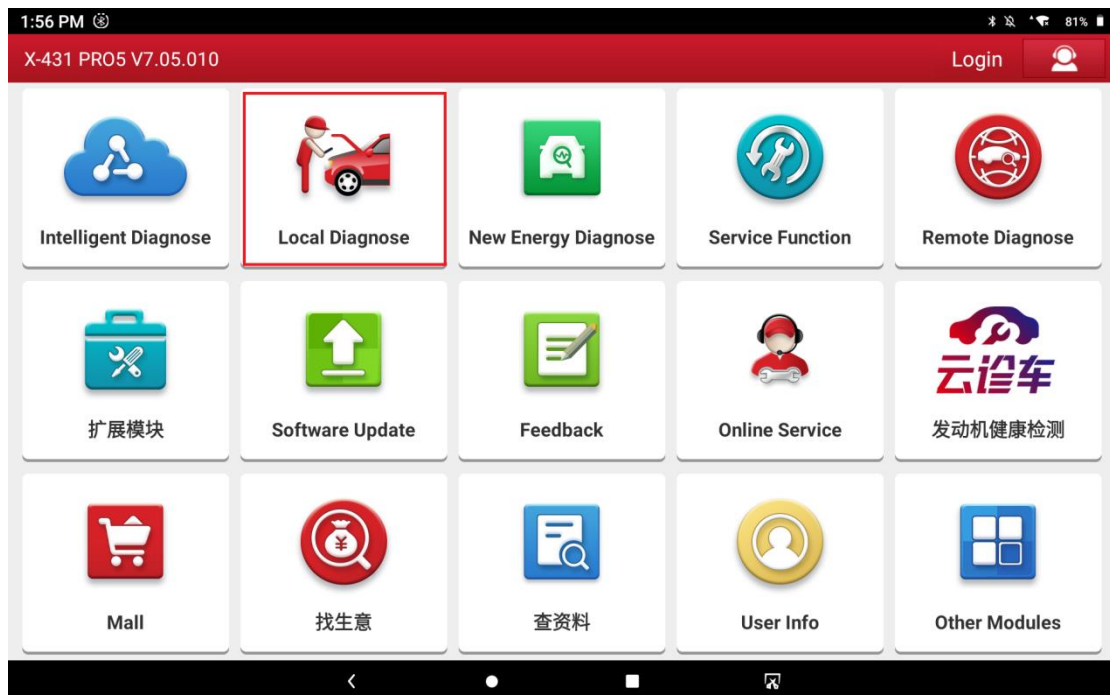 1:56 PM
81%
X-431 PRO5 V7.05.010
Login
Intelligent Diagnose
Local Diagnose
New Energy Diagnose
Service Function
Remote Diagnose
云诊车
扩展模块
Software Update
Feedback
Online Service
发动机健康检测
¥
Mall
找生意
查资料
User Info
Other Modules